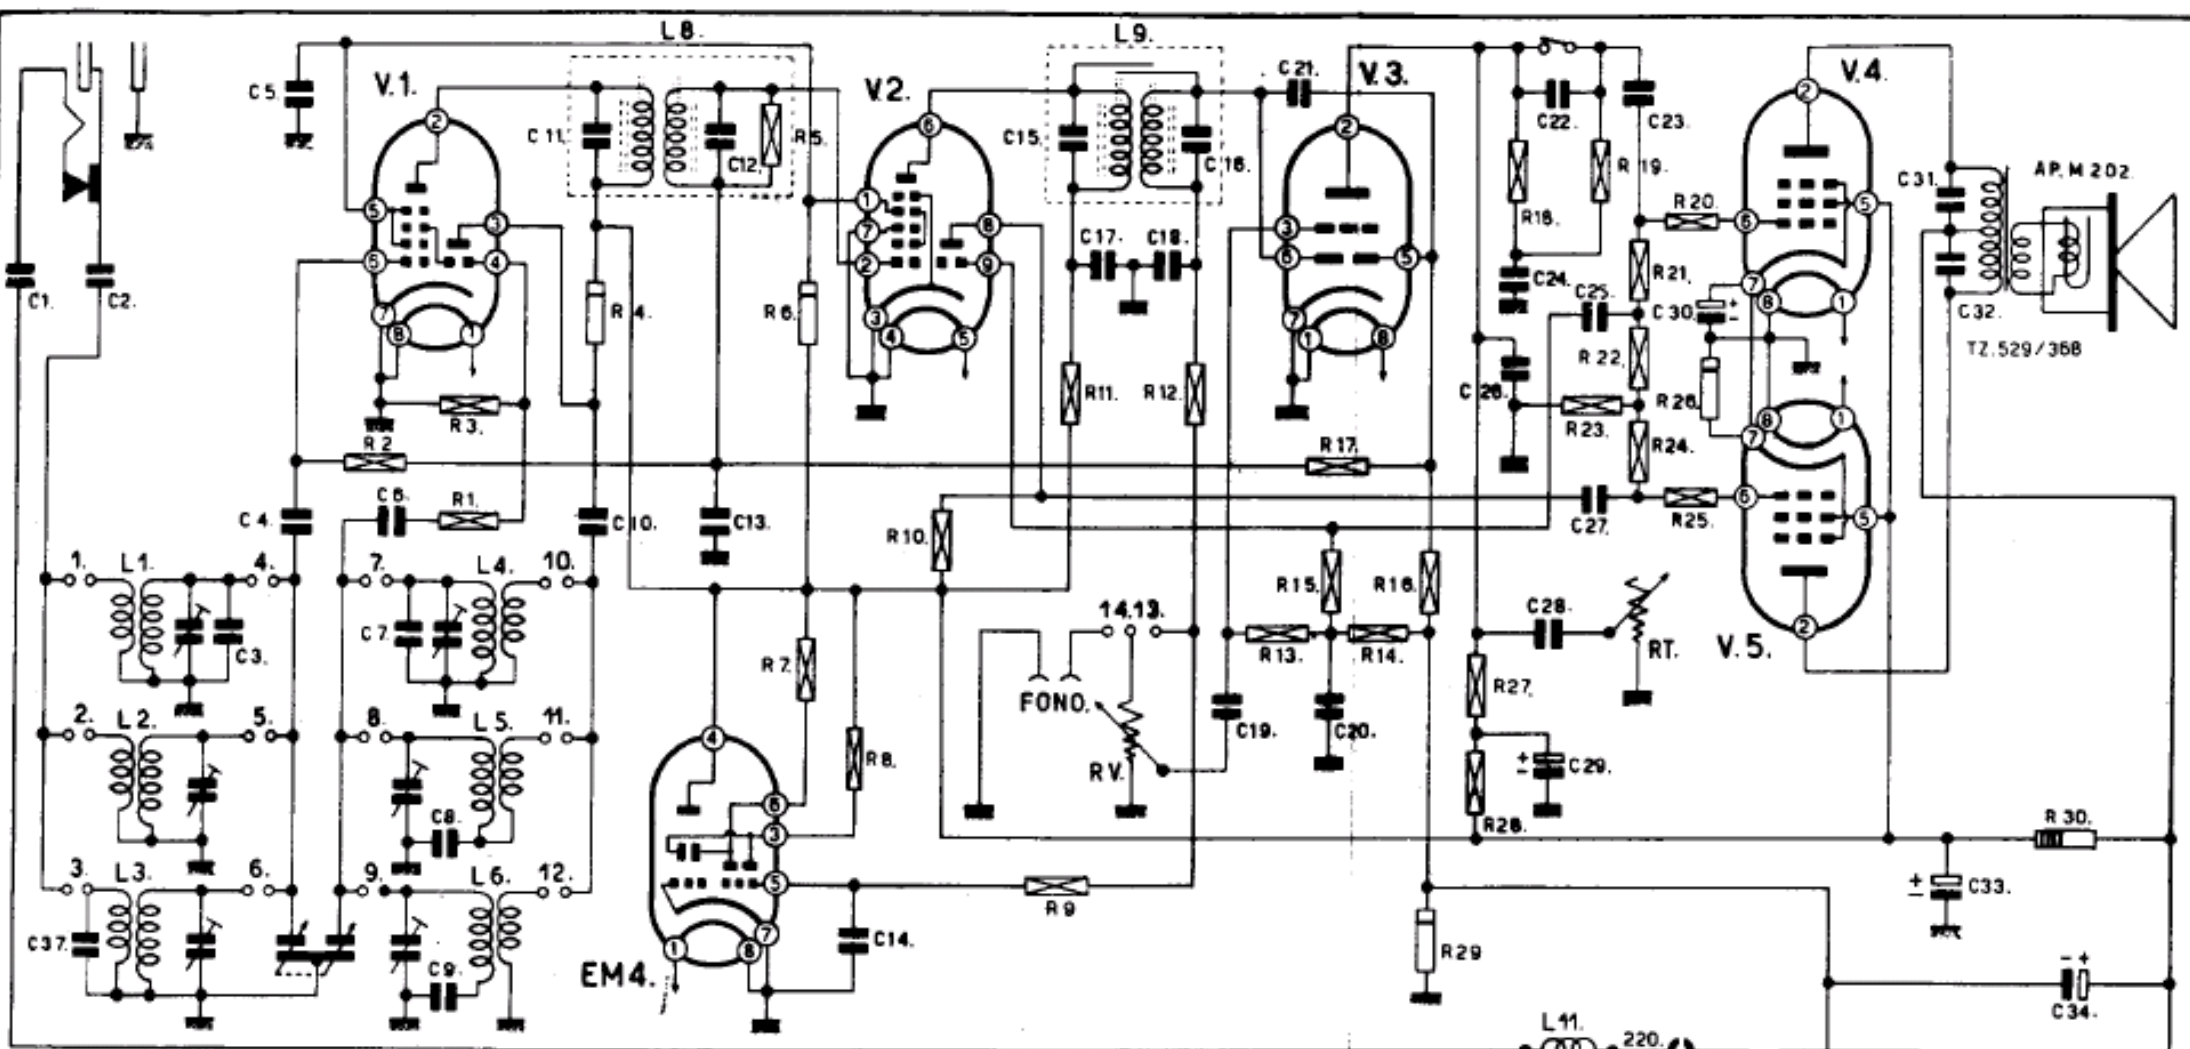 L8.
L9.
C5.
V.1.
V.2.
C21.
V.3.
V.4.
C11.
C12.
R5.
C15.
C16.
C22.
C23.
R18.
R19.
R20.
C31.
AP. M 202.
C1.
C2.
R4.
R6.
C17.
C18.
C24.
C25.
R21.
C30.
C32.
TZ.529/368
R3.
R2
R11.
R12.
C26.
R22.
R23.
R26.
R24.
R17.
C4.
C6.
R1.
C10.
C13.
R10.
C27.
R25.
1.
L1.
4.
7.
L4.
10.
C3.
C7.
R7.
14.
13.
FONO.
R15.
R16.
R13.
R14.
C28.
RT.
V.5.
2.
L2.
5.
8.
L5.
11.
C8.
R8.
RV.
C19.
C20.
R27.
C29.
R28.
R30.
3.
L3.
6.
9.
L6.
12.
C37.
C9.
EM4.
C14.
R9
R29
C33.
C34.
L11.
220.